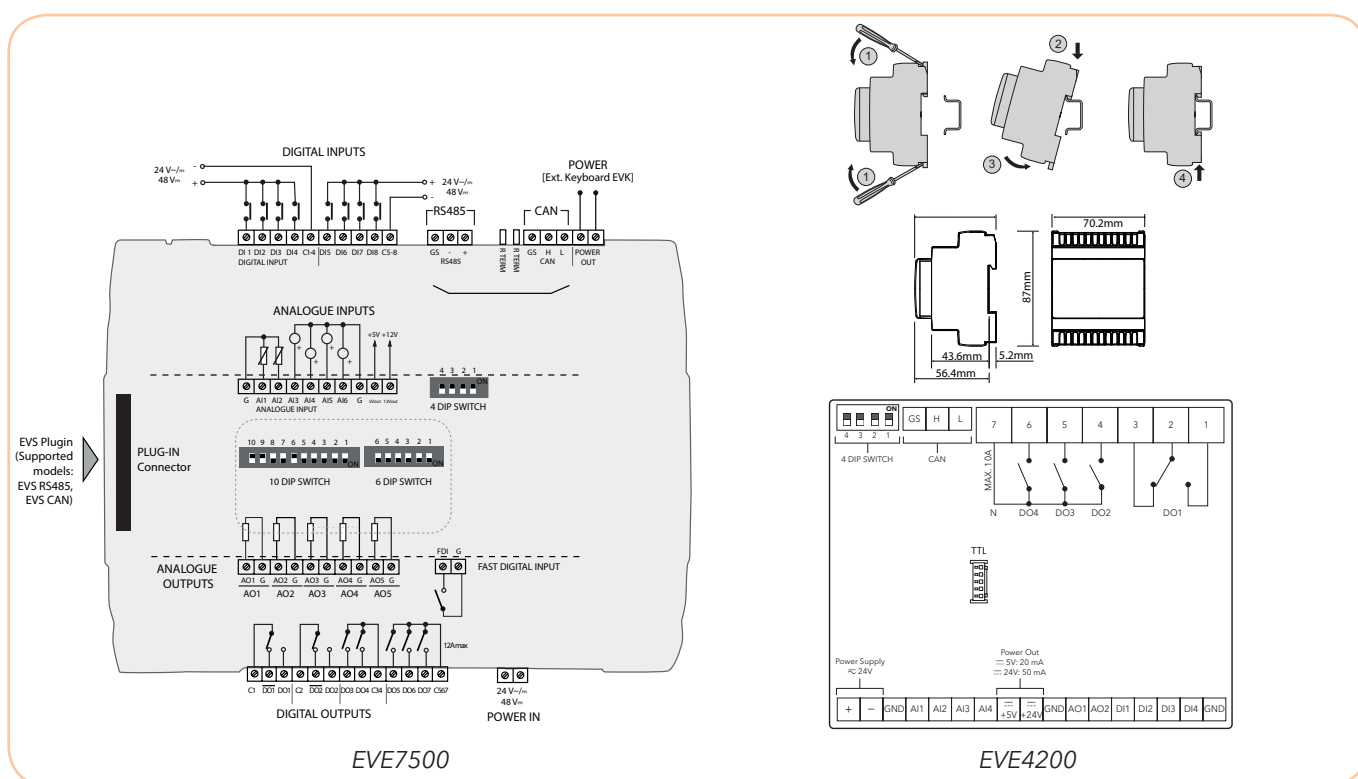 DIGITAL INPUTS
24 V~/⎓
48 V⎓
-
+
+ 24 V~/⎓
48 V⎓
-
RS485
CAN
POWER
[Ext. Keyboard EVK]
DI 1 DI2 DI3 DI4 C1-4 DI5 DI6 DI7 DI8 C5-8
DIGITAL INPUT
GS - +
RS485
R TERM
R TERM
GS H L
CAN
POWER
OUT
ANALOGUE INPUTS
+5V +12V
+ + + +
G AI1 AI2 AI3 AI4 AI5 AI6 G 5Vout 12Vout
ANALOGUE INPUT
4 3 2 1
ON
4 DIP SWITCH
EVS Plugin
(Supported
models:
EVS RS485,
EVS CAN)
PLUG-IN
Connector
10 9 8 7 6 5 4 3 2 1
ON
10 DIP SWITCH
6 5 4 3 2 1
ON
6 DIP SWITCH
ANALOGUE
OUTPUTS
AO1 G AO2 G AO3 G AO4 G AO5 G
AO1 AO2 AO3 AO4 AO5
FDI G
FAST DIGITAL INPUT
12Amax
C1 DO1 DO1 C2 DO2 DO2 DO3 DO4 C34 DO5 DO6 DO7 C567
DIGITAL OUTPUTS
24 V~/⎓
48 V⎓
POWER IN
EVE7500
1
1
2
3
4
70.2mm
87mm
43.6mm
5.2mm
56.4mm
ON
4 3 2 1
4 DIP SWITCH
GS H L
CAN
7 6 5 4 3 2 1
MAX. 10A
N DO4 DO3 DO2 DO1
TTL
Power Supply
⏦ 24V
Power Out
⎓ 5V: 20 mA
⎓ 24V: 50 mA
+ - GND AI1 AI2 AI3 AI4 ⎓ +5V ⎓ +24V GND AO1 AO2 DI1 DI2 DI3 DI4 GND
EVE4200